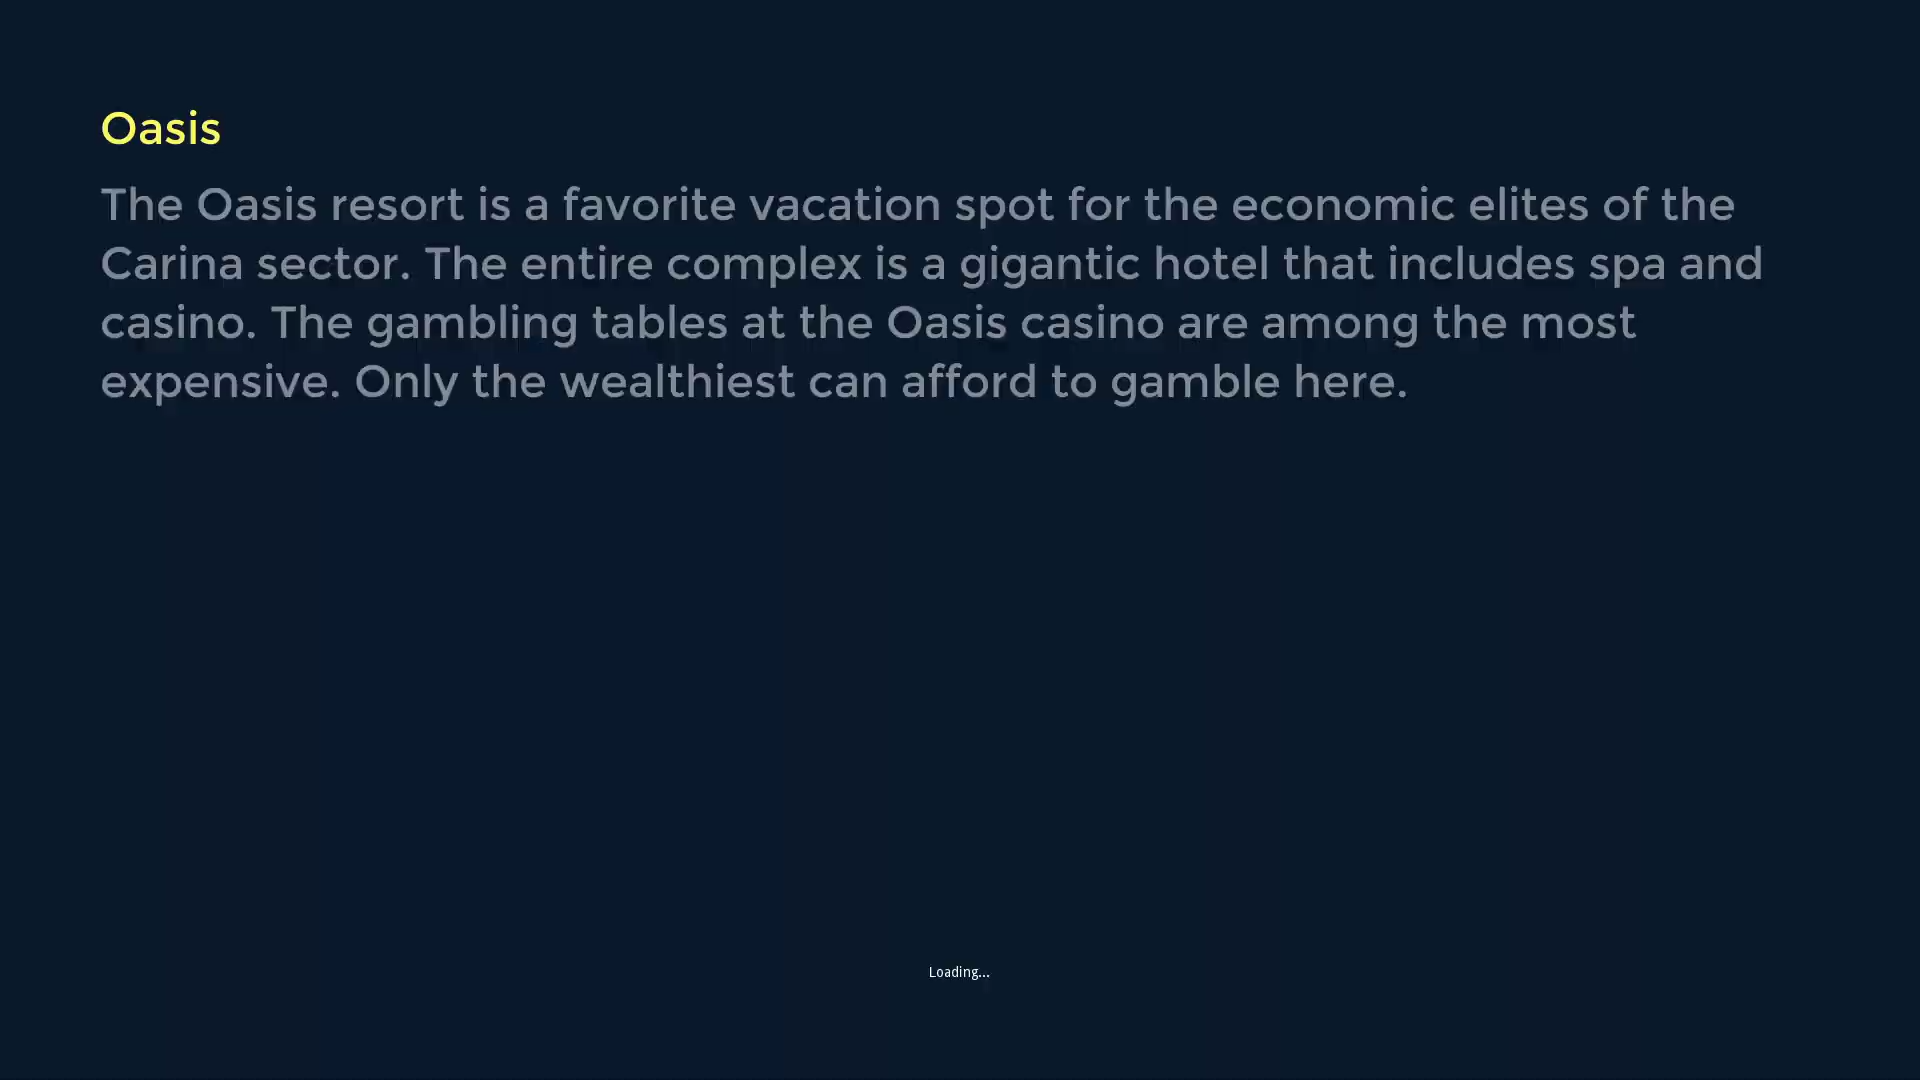 Oasis
The Oasis resort is a favorite vacation spot for the economic elites of the
Carina sector. The entire complex is a gigantic hotel that includes spa and
casino. The gambling tables at the Oasis casino are among the most
expensive. Only the wealthiest can afford to gamble here.
Loading...